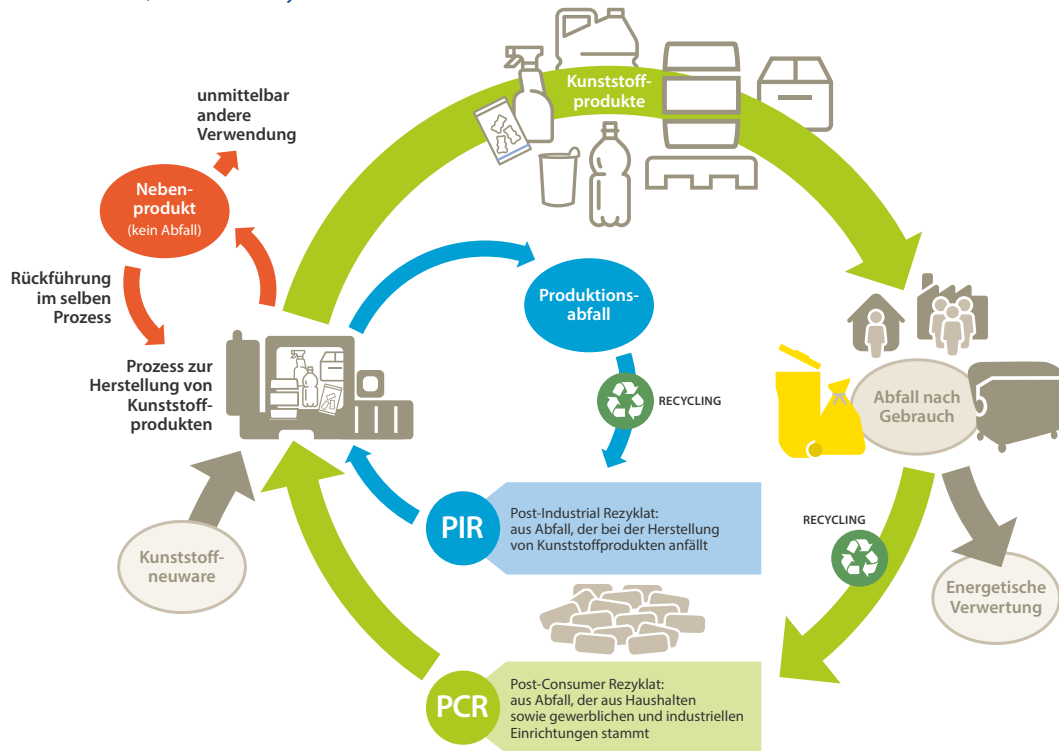 Kunststoff-
produkte
unmittelbar
andere
Verwendung
Neben-
produkt
(kein Abfall)
Rückführung
im selben
Prozess
Produktions-
abfall
Prozess zur
Herstellung von
Kunststoff-
produkten
RECYCLING
Abfall nach
Gebrauch
PIR
Post-Industrial Rezyklat:
aus Abfall, der bei der Herstellung
von Kunststoffprodukten anfällt
RECYCLING
Kunststoff-
neuware
Energetische
Verwertung
PCR
Post-Consumer Rezyklat:
aus Abfall, der aus Haushalten
sowie gewerblichen und industriellen
Einrichtungen stammt